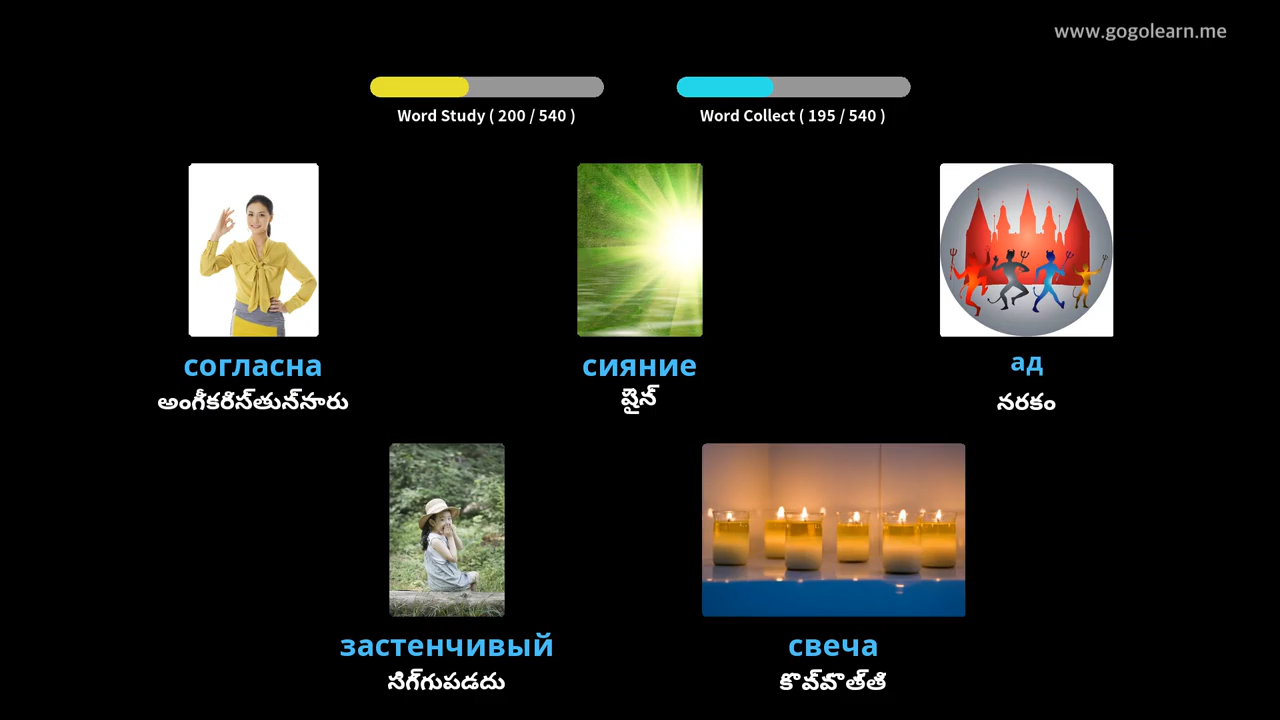 www.gogolearn.me
Word Study ( 200 / 540 )
Word Collect ( 195 / 540 )
согласна
అంగీకరిస్తున్నారు
сияние
షైన్
ад
నరకం
застенчивый
సిగ్గుపడదు
свеча
కొవ్వొత్తి